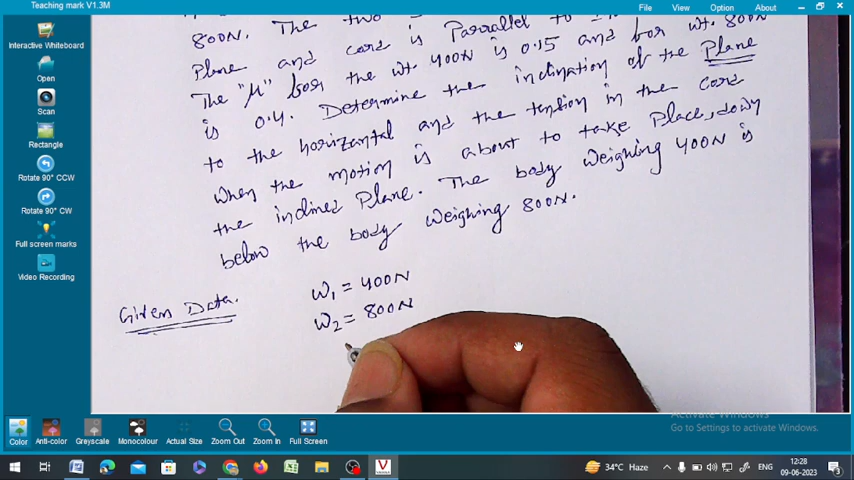 Teaching mark V1.3M
File View Option About
800N. The two
Plane and cord is Parrallel to
The "μ" for the wt. 400N is 0.15 and for wt. 800N
is 0.4. Determine the inclination of the Plane
to the horizontal and the tension in the cord
When the motion is about to take Place, down
the inclined Plane. The body weighing 400N is
below the body weighing 800N.
Given Data.
W1 = 400N
W2 = 800N
Interactive Whiteboard
Open
Scan
Rectangle
Rotate 90° CCW
Rotate 90° CW
Full screen marks
Video Recording
Activate Windows
Go to Settings to activate Windows.
Color Anti-color Greyscale Monocolour Actual Size Zoom Out Zoom In Full Screen
34°C Haze
ENG
12:28
09-06-2023